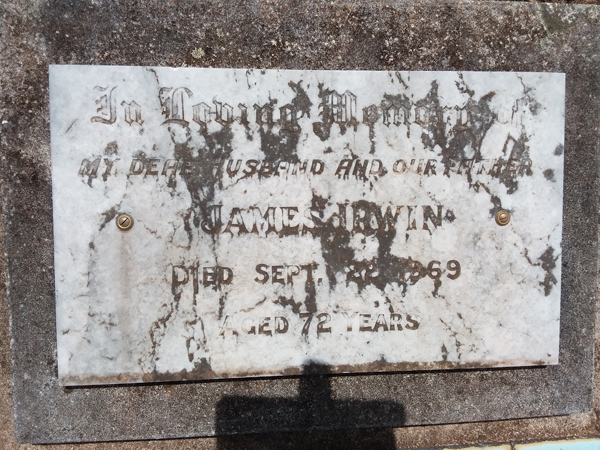 In Loving Memory of
MY DEAR HUSBAND AND OUR FATHER
JAMES IRWIN
DIED SEPT. 22 1969
AGED 72 YEARS